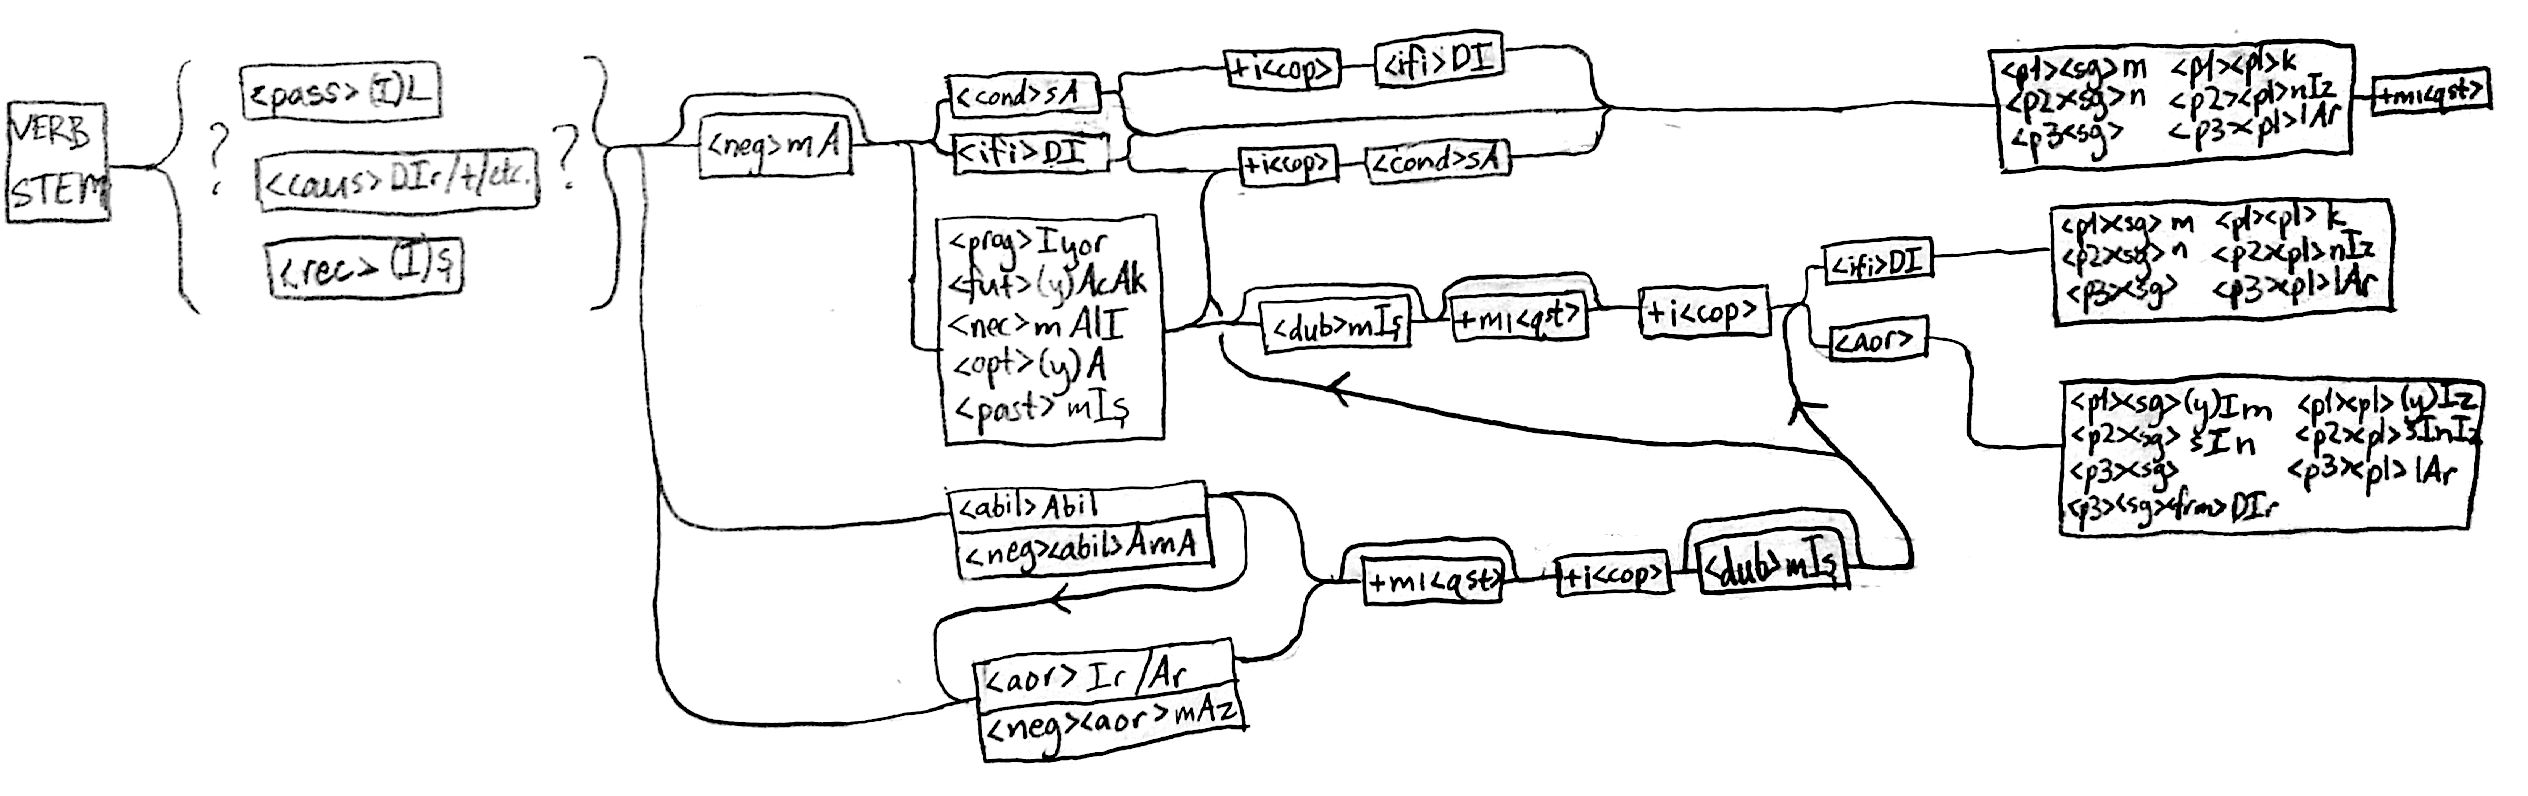 VERB
STEM
?
<pass>(I)L
<caus>DIr/t/etc.
<rec>(I)ş
?
<neg>mA
<cond>sA
<ifi>DI
+i<cop>
<ifi>DI
+i<cop>
<cond>sA
<p1><sg>m <p1><pl>k
<p2><sg>n <p2><pl>nIz
<p3<sg> <p3><pl>lAr
+mI<qst>
<prog>Iyor
<fut>(y)AcAk
<nec>mAlI
<opt>(y)A
<past>mIş
<dub>mIş
+mI<qst>
+i<cop>
<ifi>DI
<aor>
<p1><sg>m <p1><pl>k
<p2><sg>n <p2><pl>nIz
<p3><sg> <p3><pl>lAr
<p1><sg>(y)Im <p1><pl>(y)Iz
<p2><sg>sIn <p2><pl>sInIz
<p3><sg> <p3><pl>lAr
<p3><sg><frm>DIr
<abil>Abil
<neg><abil>AmA
<aor>Ir/Ar
<neg><aor>mAz
+mI<qst>
+i<cop>
<dub>mIş